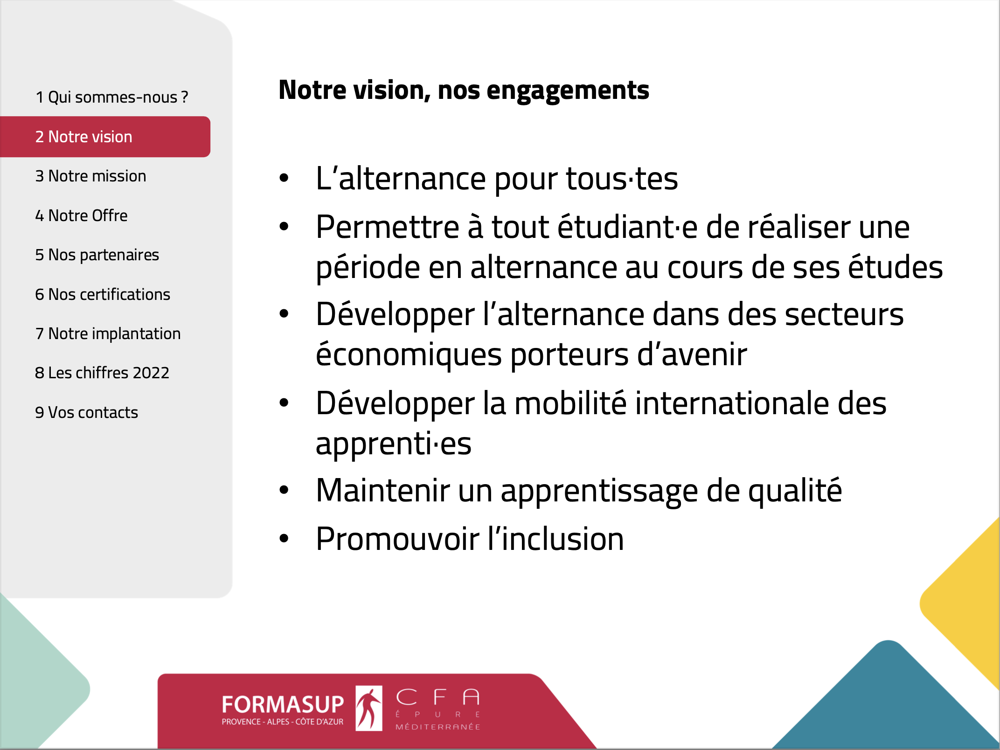 1 Qui sommes-nous ?
2 Notre vision
3 Notre mission
4 Notre Offre
5 Nos partenaires
6 Nos certifications
7 Notre implantation
8 Les chiffres 2022
9 Vos contacts
Notre vision, nos engagements
• L’alternance pour tous·tes
• Permettre à tout étudiant·e de réaliser une
période en alternance au cours de ses études
• Développer l’alternance dans des secteurs
économiques porteurs d’avenir
• Développer la mobilité internationale des
apprenti·es
• Maintenir un apprentissage de qualité
• Promouvoir l’inclusion
FORMASUP
PROVENCE - ALPES - CÔTE D’AZUR
CFA
ÉPURE
MÉDITERRANÉE